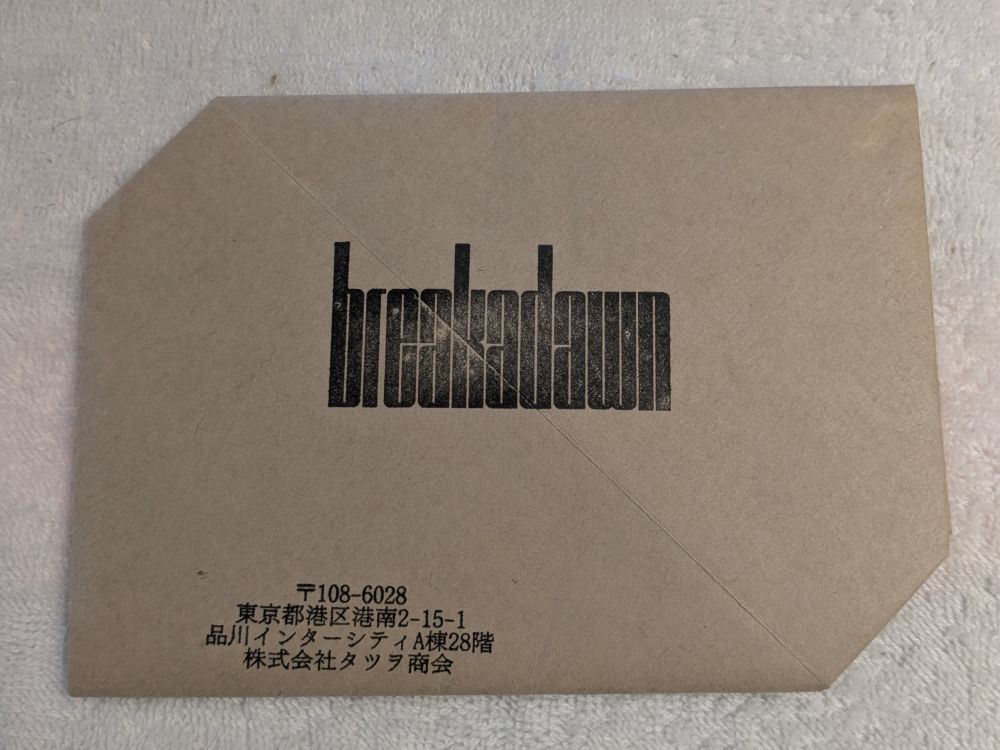 breakadawn
〒108-6028
東京都港区港南2-15-1
品川インターシティA棟28階
株式会社タツヲ商会